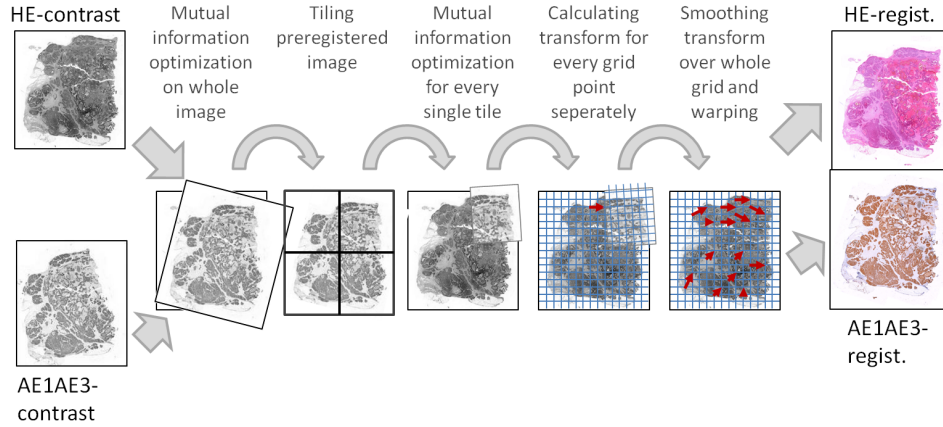 HE-contrast
Mutual
information
optimization
on whole
image
Tiling
preregistered
image
Mutual
information
optimization
for every
single tile
Calculating
transform for
every grid
point
seperately
Smoothing
transform
over whole
grid and
warping
HE-regist.
AE1AE3-
contrast
AE1AE3-
regist.